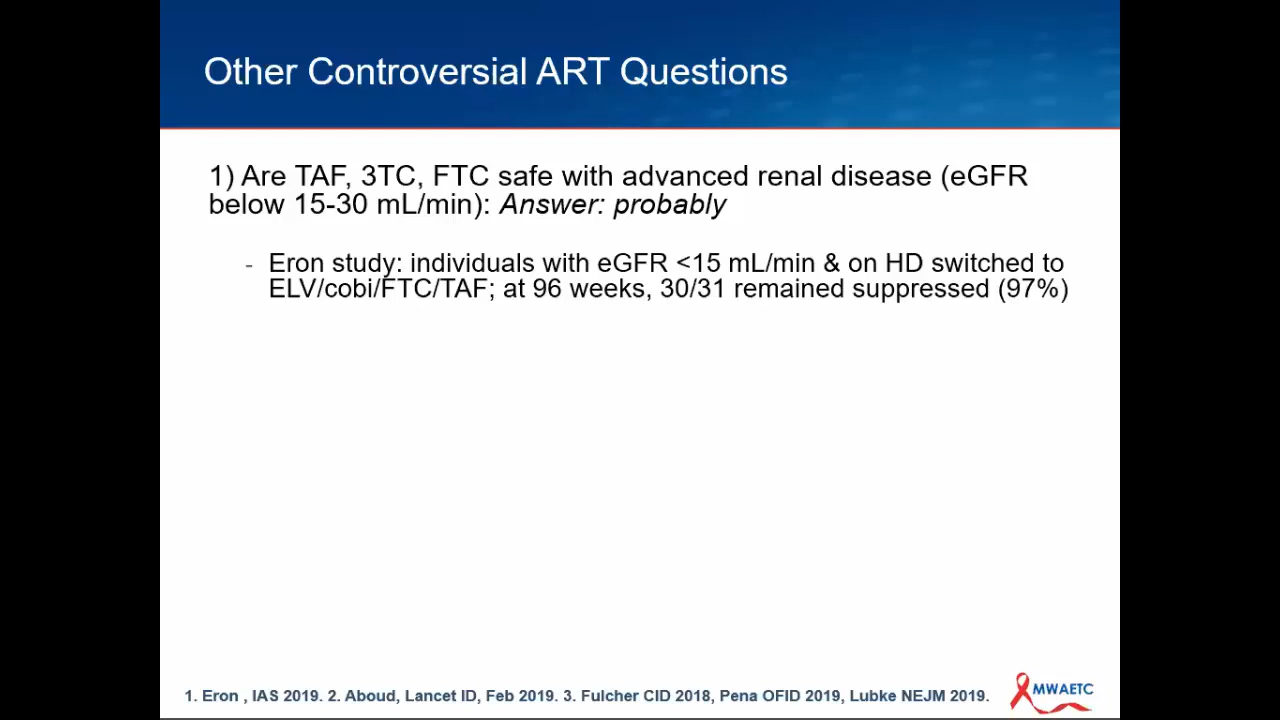 Other Controversial ART Questions
1) Are TAF, 3TC, FTC safe with advanced renal disease (eGFR
below 15-30 mL/min): Answer: probably
- Eron study: individuals with eGFR <15 mL/min & on HD switched to
ELV/cobi/FTC/TAF; at 96 weeks, 30/31 remained suppressed (97%)
1. Eron , IAS 2019. 2. Aboud, Lancet ID, Feb 2019. 3. Fulcher CID 2018, Pena OFID 2019, Lubke NEJM 2019.
MWAETC